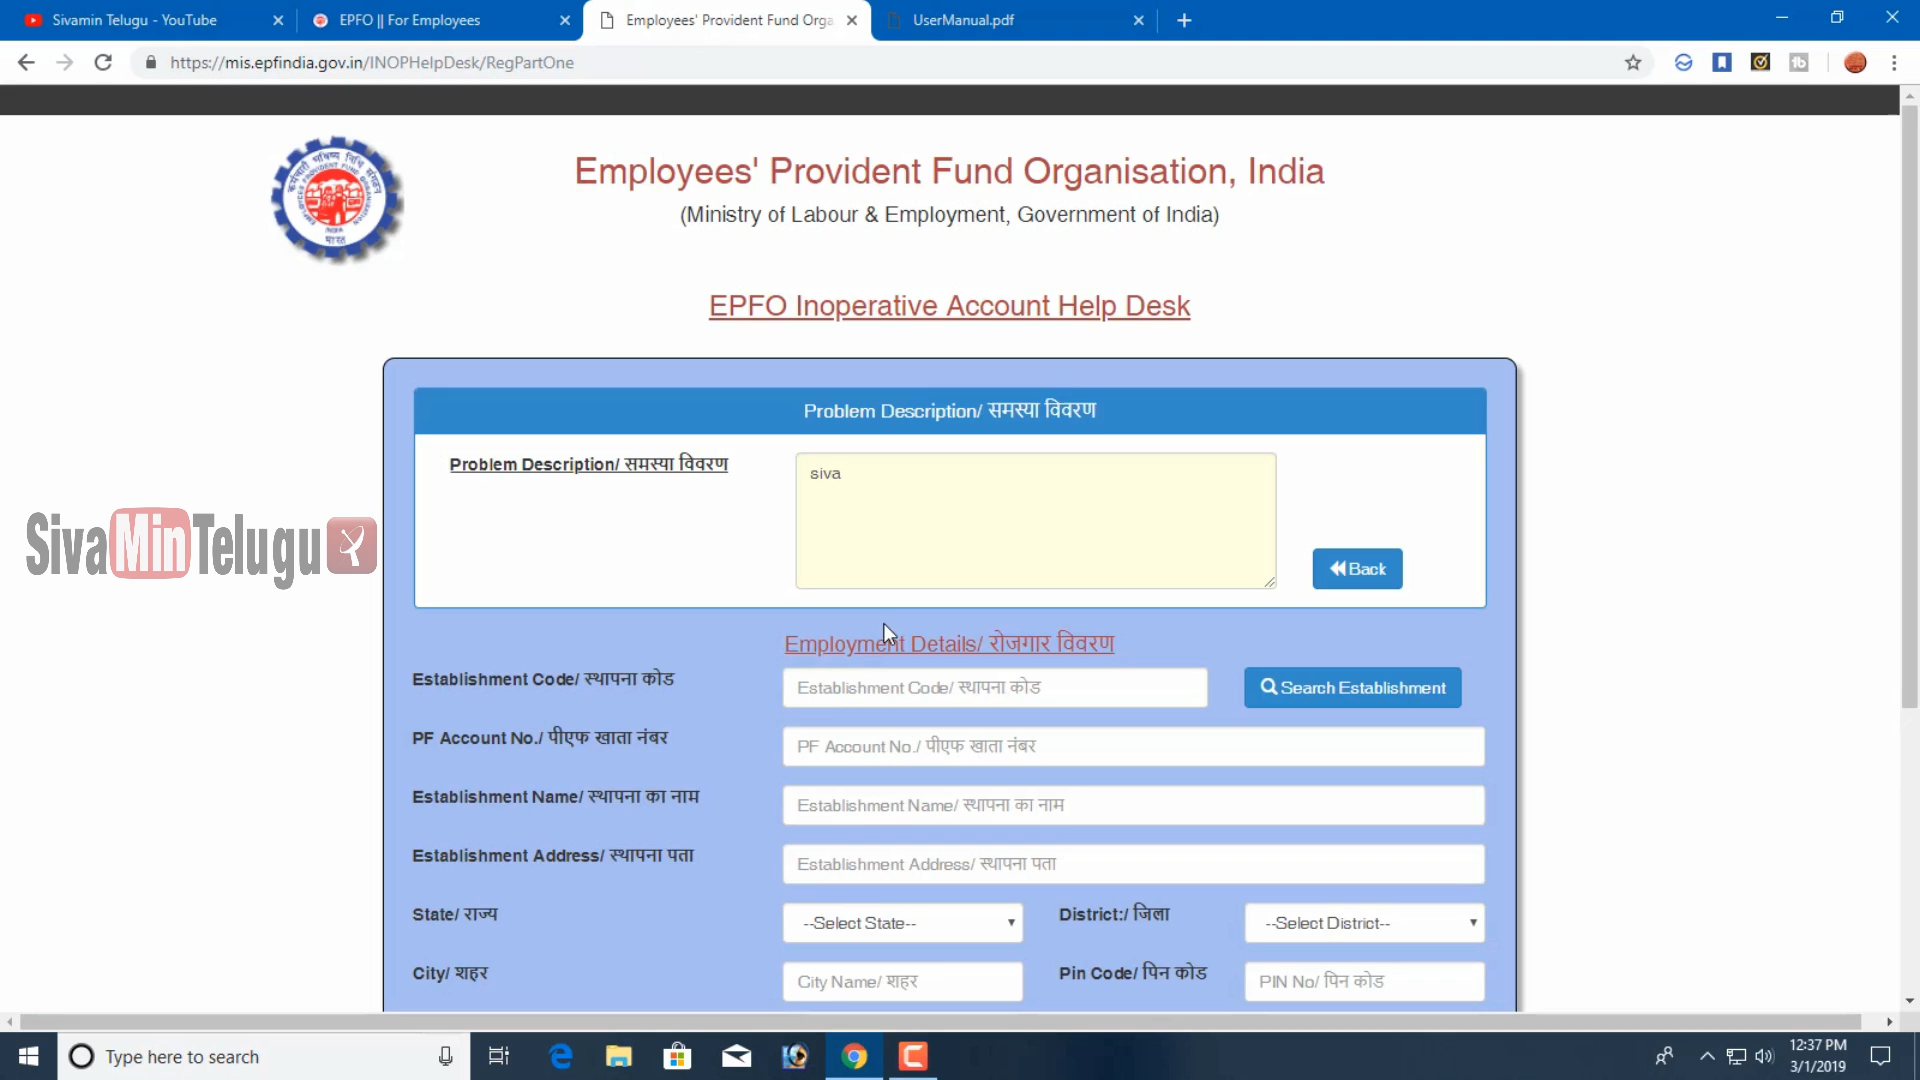 Sivamin Telugu - YouTube
EPFO || For Employees
Employees' Provident Fund Orga
UserManual.pdf
https://mis.epfindia.gov.in/INOPHelpDesk/RegPartOne
Employees' Provident Fund Organisation, India
(Ministry of Labour & Employment, Government of India)
EPFO Inoperative Account Help Desk
Problem Description/ समस्या विवरण
Problem Description/ समस्या विवरण
siva
Back
SivaMinTelugu
Employment Details/ रोजगार विवरण
Establishment Code/ स्थापना कोड
Establishment Code/ स्थापना कोड
Search Establishment
PF Account No./ पीएफ खाता नंबर
PF Account No./ पीएफ खाता नंबर
Establishment Name/ स्थापना का नाम
Establishment Name/ स्थापना का नाम
Establishment Address/ स्थापना पता
Establishment Address/ स्थापना पता
State/ राज्य
--Select State--
District:/ जिला
--Select District--
City/ शहर
City Name/ शहर
Pin Code/ पिन कोड
PIN No/ पिन कोड
Type here to search
12:37 PM
3/1/2019